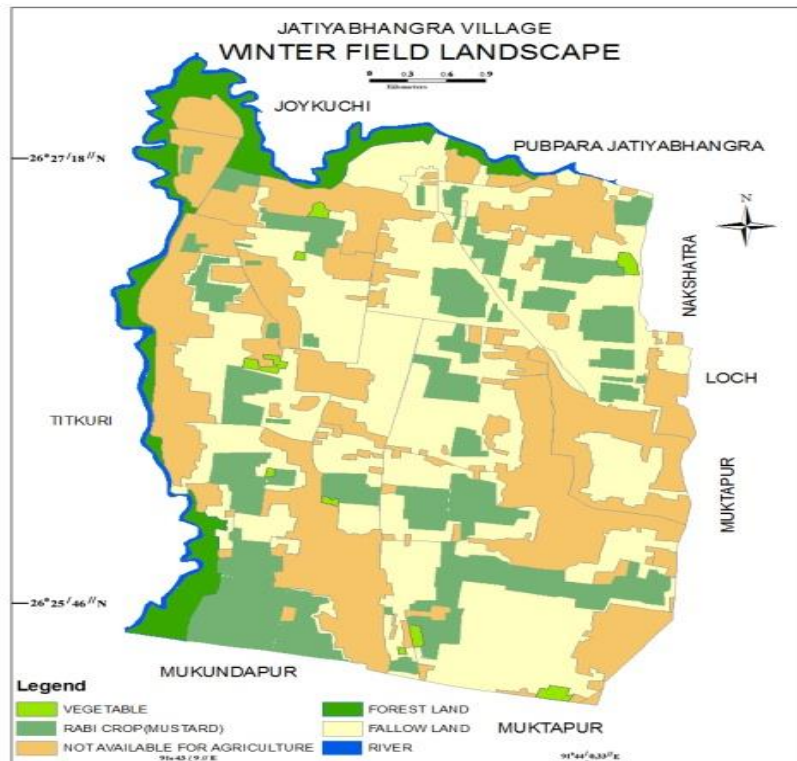 JATIYABHANGRA VILLAGE
WINTER FIELD LANDSCAPE
0 0.3 0.6 0.9
Kilometers
JOYKUCHI
PUBPARA JATIYABHANGRA
26°27'18"N
N
NAKSHATRA
LOCH
TITKURI
MUKTAPUR
26°25'46"N
MUKUNDAPUR
MUKTAPUR
Legend
VEGETABLE
RABI CROP(MUSTARD)
NOT AVAILABLE FOR AGRICULTURE
FOREST LAND
FALLOW LAND
RIVER